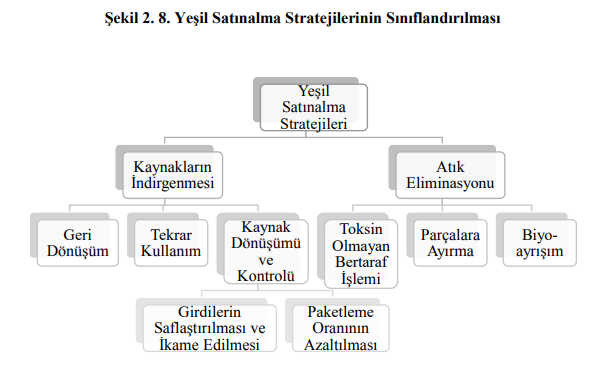 Şekil 2. 8. Yeşil Satınalma Stratejilerinin Sınıflandırılması
Yeşil
Satınalma
Stratejileri
Kaynakların
İndirgenmesi
Atık
Eliminasyonu
Geri
Dönüşüm
Tekrar
Kullanım
Kaynak
Dönüşümü
ve
Kontrolü
Toksin
Olmayan
Bertaraf
İşlemi
Parçalara
Ayırma
Biyo-
ayrışım
Girdilerin
Saflaştırılması ve
İkame Edilmesi
Paketleme
Oranının
Azaltılması